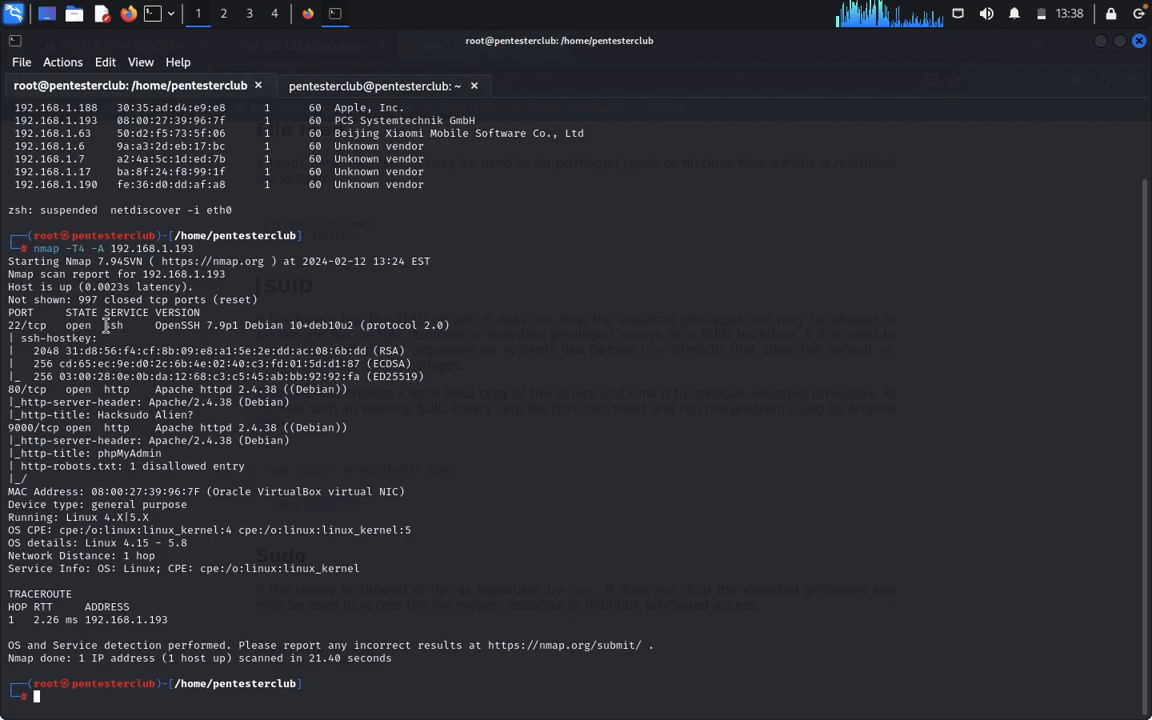 1 2 3 4 13:38
root@pentesterclub: /home/pentesterclub
File Actions Edit View Help
root@pentesterclub: /home/pentesterclub × pentesterclub@pentesterclub: ~ ×
192.168.1.188 30:35:ad:d4:e9:e8 1 60 Apple, Inc.
192.168.1.193 08:00:27:39:96:7f 1 60 PCS Systemtechnik GmbH
192.168.1.63 50:d2:f5:73:5f:06 1 60 Beijing Xiaomi Mobile Software Co., Ltd
192.168.1.6 9a:a3:2d:eb:17:bc 1 60 Unknown vendor
192.168.1.7 a2:4a:5c:1d:ed:7b 1 60 Unknown vendor
192.168.1.17 ba:8f:24:f8:99:1f 1 60 Unknown vendor
192.168.1.190 fe:36:d0:dd:af:a8 1 60 Unknown vendor
zsh: suspended netdiscover -i eth0
┌──(root㉿pentesterclub)-[/home/pentesterclub]
└─# nmap -T4 -A 192.168.1.193
Starting Nmap 7.94SVN ( https://nmap.org ) at 2024-02-12 13:24 EST
Nmap scan report for 192.168.1.193
Host is up (0.0023s latency).
Not shown: 997 closed tcp ports (reset)
PORT STATE SERVICE VERSION
22/tcp open ssh OpenSSH 7.9p1 Debian 10+deb10u2 (protocol 2.0)
| ssh-hostkey:
| 2048 31:d8:56:f4:cf:8b:09:e8:a1:5e:2e:dd:ac:08:6b:dd (RSA)
| 256 cd:65:ec:9e:d0:2c:6b:4e:02:40:c3:fd:01:5d:d1:87 (ECDSA)
|_ 256 03:00:28:0e:0b:da:12:68:c3:c5:45:ab:bb:92:92:fa (ED25519)
80/tcp open http Apache httpd 2.4.38 ((Debian))
|_http-server-header: Apache/2.4.38 (Debian)
|_http-title: Hacksudo Alien?
9000/tcp open http Apache httpd 2.4.38 ((Debian))
|_http-server-header: Apache/2.4.38 (Debian)
|_http-title: phpMyAdmin
| http-robots.txt: 1 disallowed entry
|_/
MAC Address: 08:00:27:39:96:7F (Oracle VirtualBox virtual NIC)
Device type: general purpose
Running: Linux 4.X|5.X
OS CPE: cpe:/o:linux:linux_kernel:4 cpe:/o:linux:linux_kernel:5
OS details: Linux 4.15 - 5.8
Network Distance: 1 hop
Service Info: OS: Linux; CPE: cpe:/o:linux:linux_kernel
TRACEROUTE
HOP RTT ADDRESS
1 2.26 ms 192.168.1.193
OS and Service detection performed. Please report any incorrect results at https://nmap.org/submit/ .
Nmap done: 1 IP address (1 host up) scanned in 21.40 seconds
┌──(root㉿pentesterclub)-[/home/pentesterclub]
└─#
SUID
Sudo